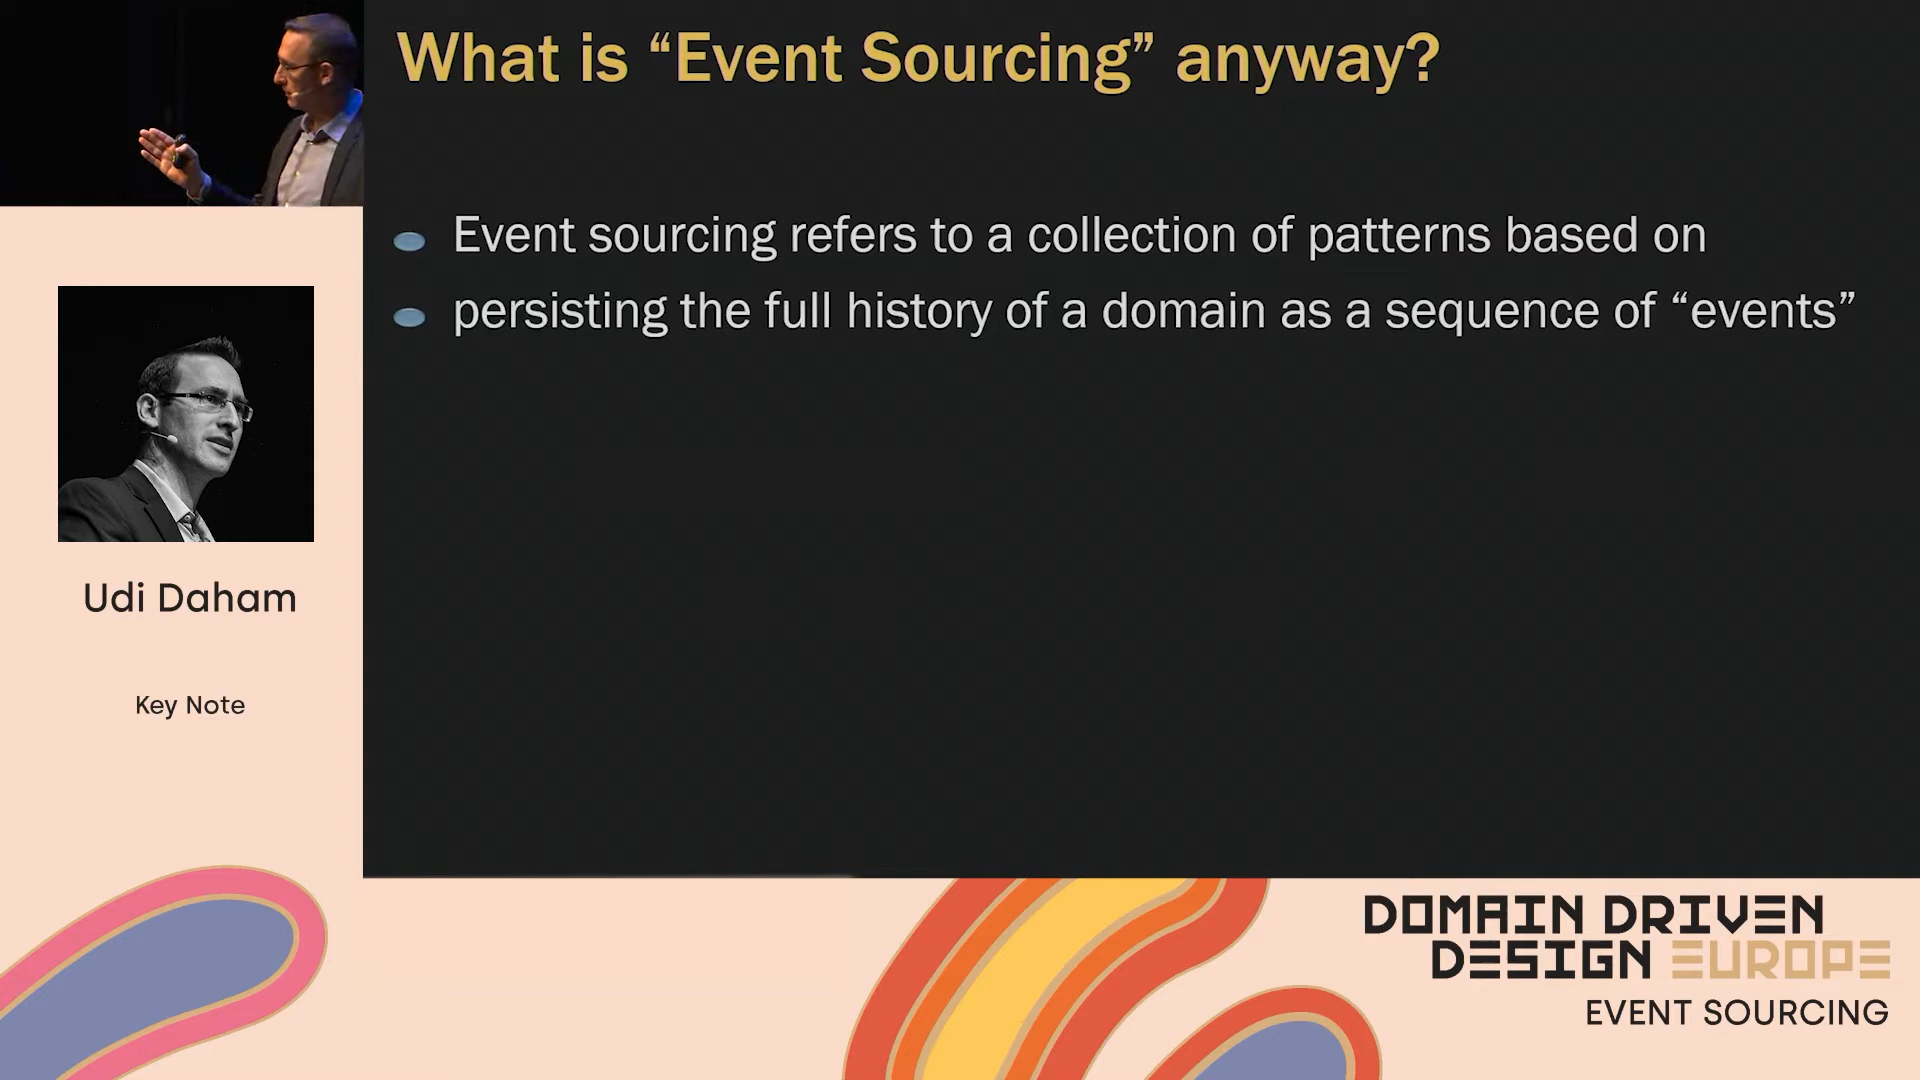 What is “Event Sourcing” anyway?
Event sourcing refers to a collection of patterns based on
persisting the full history of a domain as a sequence of “events”
Udi Daham
Key Note
DOMAIN DRIVEN
DESIGN EUROPE
EVENT SOURCING